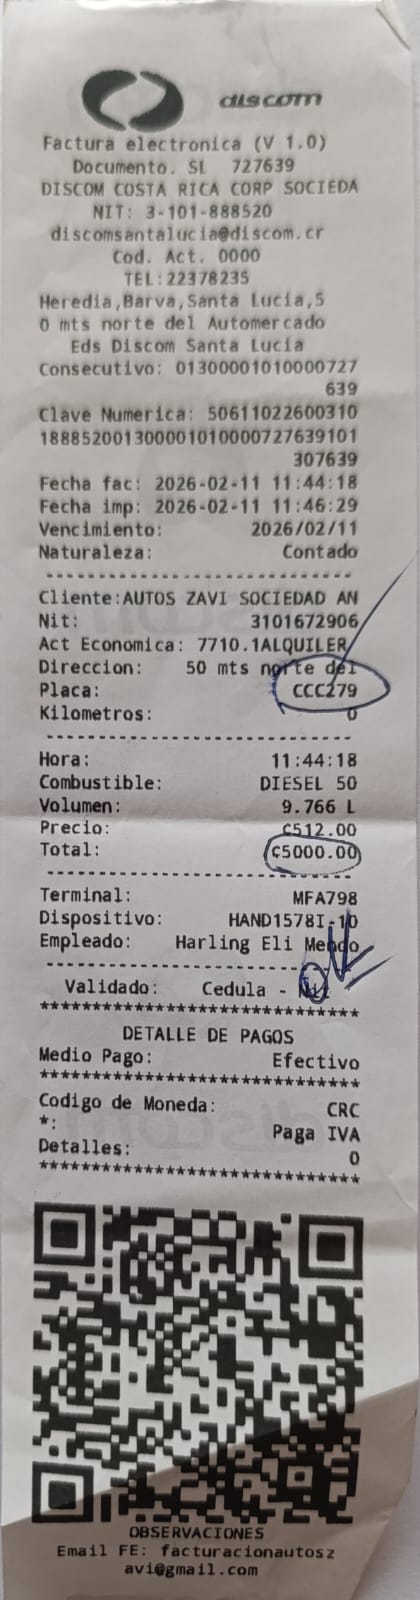 discom
Factura electronica (V 1.0)
Documento. SL 727639
DISCOM COSTA RICA CORP SOCIEDA
NIT: 3-101-888520
discomsantalucia@discom.cr
Cod. Act. 0000
TEL:22378235
Heredia,Barva,Santa Lucia,5
0 mts norte del Automercado
Eds Discom Santa Lucia
Consecutivo: 01300001010000727
639
Clave Numerica: 50611022600310
18885200130000101000072763910 1
307639
Fecha fac: 2026-02-11 11:44:18
Fecha imp: 2026-02-11 11:46:29
Vencimiento: 2026/02/11
Naturaleza: Contado
Cliente:AUTOS ZAVI SOCIEDAD AN
Nit: 3101672906
Act Economica: 7710.1ALQUILER
Direccion: 50 mts norte del
Placa: CCC279
Kilometros: 0
Hora: 11:44:18
Combustible: DIESEL 50
Volumen: 9.766 L
Precio: ¢512.00
Total: ¢5000.00
Terminal: MFA798
Dispositivo: HAND1578I-10
Empleado: Harling Eli Mendo
OK
Validado: Cedula - Nit
******************************
DETALLE DE PAGOS
Medio Pago: Efectivo
******************************
Codigo de Moneda: CRC
*: Paga IVA
Detalles: 0
******************************
OBSERVACIONES
Email FE: facturacionautosz
avi@gmail.com